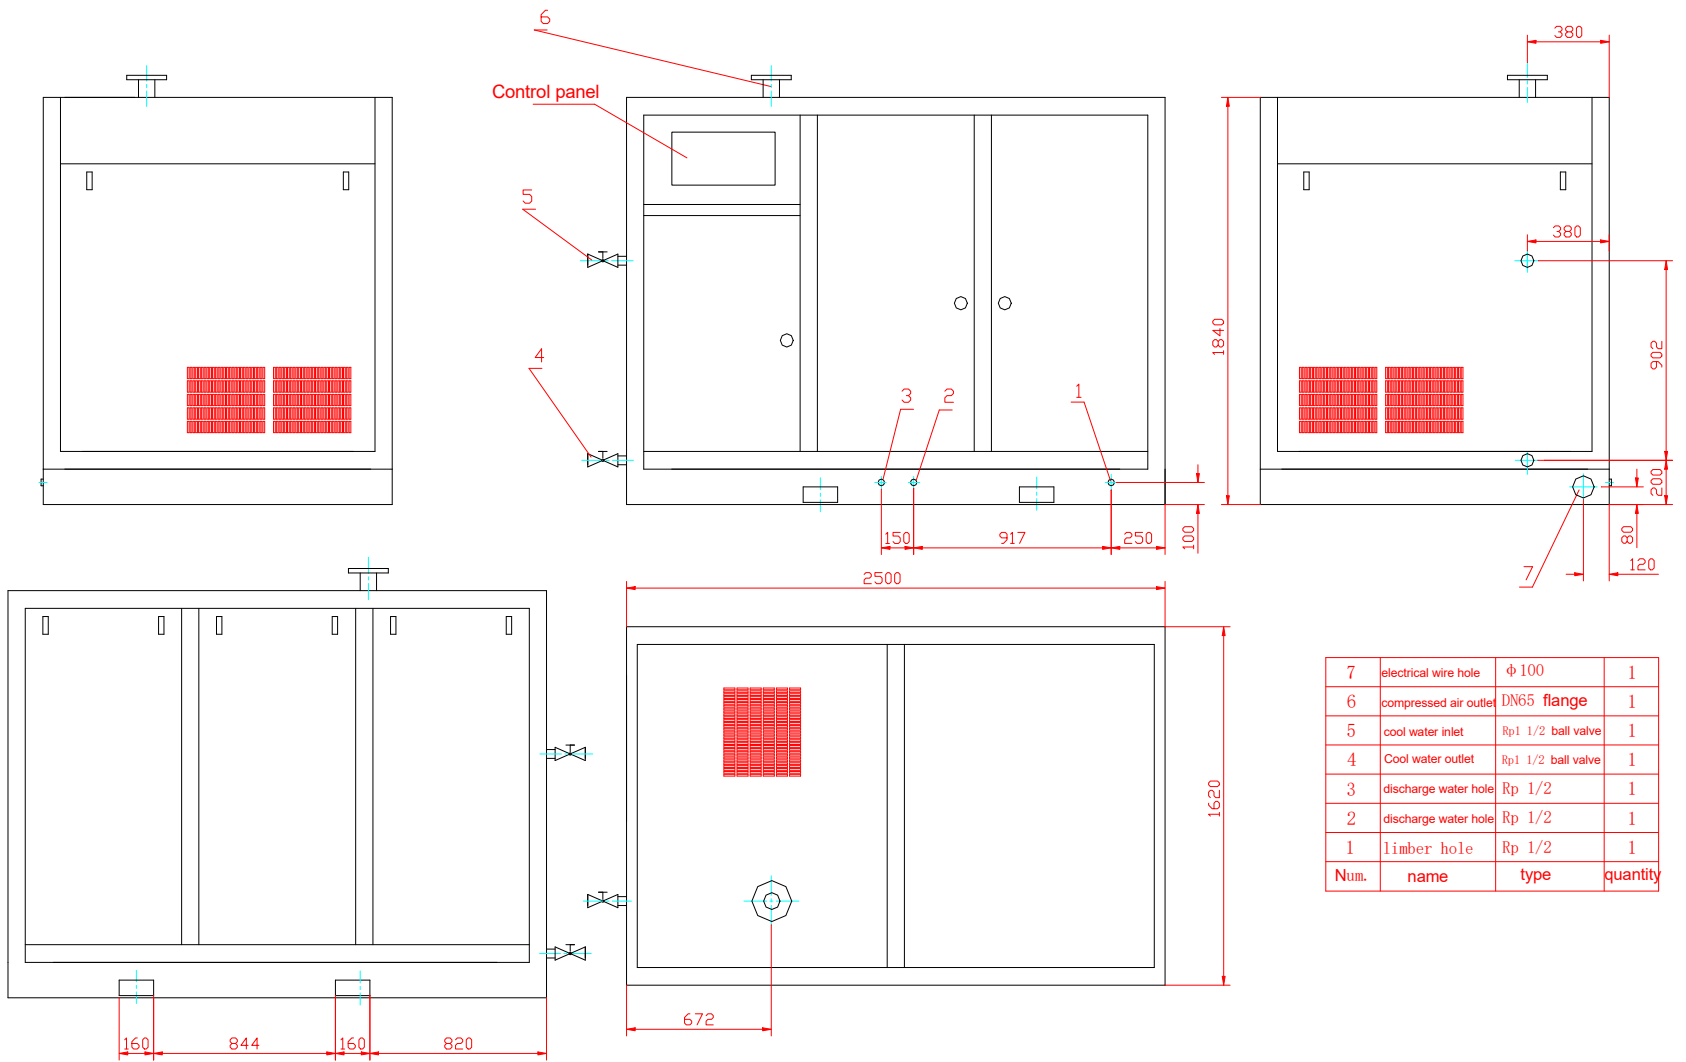 6
380
Control panel
5
380
1840
902
4
3
2
1
200
150
917
250
100
80
7
120
2500
1620
672
160
844
160
820
7 electrical wire hole ϕ100 1
6 compressed air outlet DN65 flange 1
5 cool water inlet Rp1 1/2 ball valve 1
4 Cool water outlet Rp1 1/2 ball valve 1
3 discharge water hole Rp 1/2 1
2 discharge water hole Rp 1/2 1
1 limber hole Rp 1/2 1
Num. name type quantity